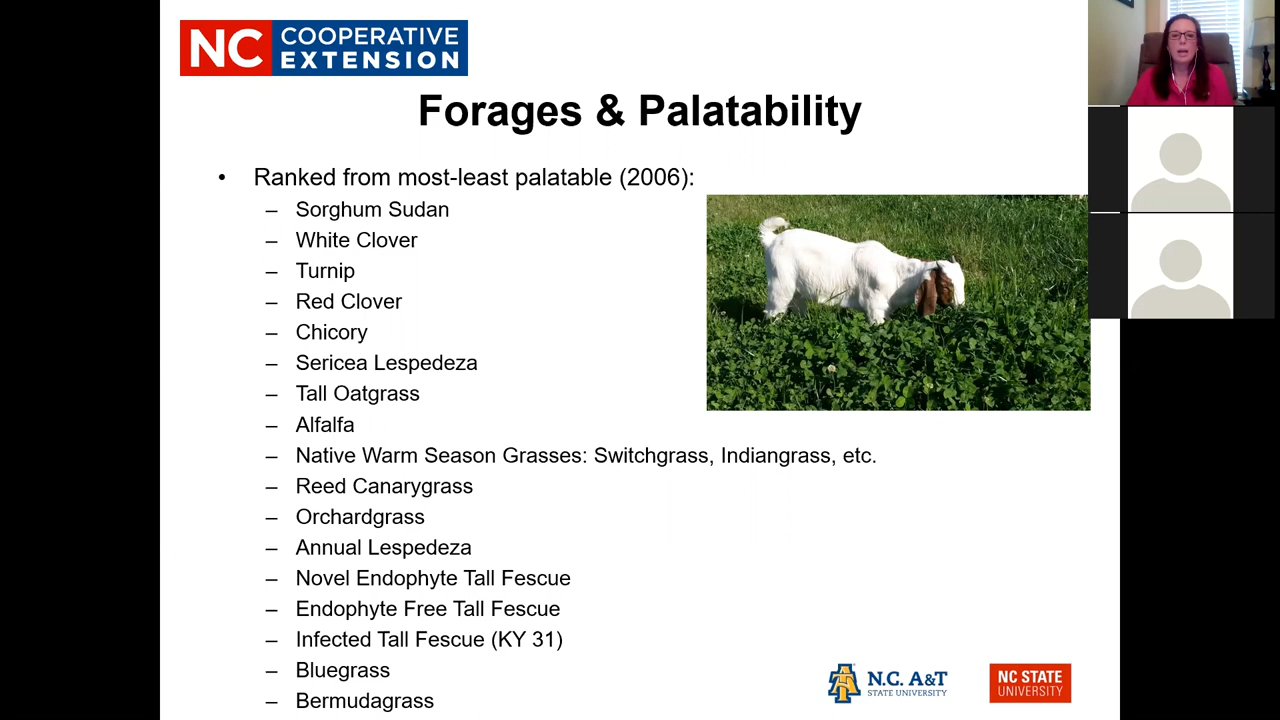 NC COOPERATIVE EXTENSION
Forages & Palatability
• Ranked from most-least palatable (2006):
– Sorghum Sudan
– White Clover
– Turnip
– Red Clover
– Chicory
– Sericea Lespedeza
– Tall Oatgrass
– Alfalfa
– Native Warm Season Grasses: Switchgrass, Indiangrass, etc.
– Reed Canarygrass
– Orchardgrass
– Annual Lespedeza
– Novel Endophyte Tall Fescue
– Endophyte Free Tall Fescue
– Infected Tall Fescue (KY 31)
– Bluegrass
– Bermudagrass
N.C. A&T
STATE UNIVERSITY
NC STATE
UNIVERSITY